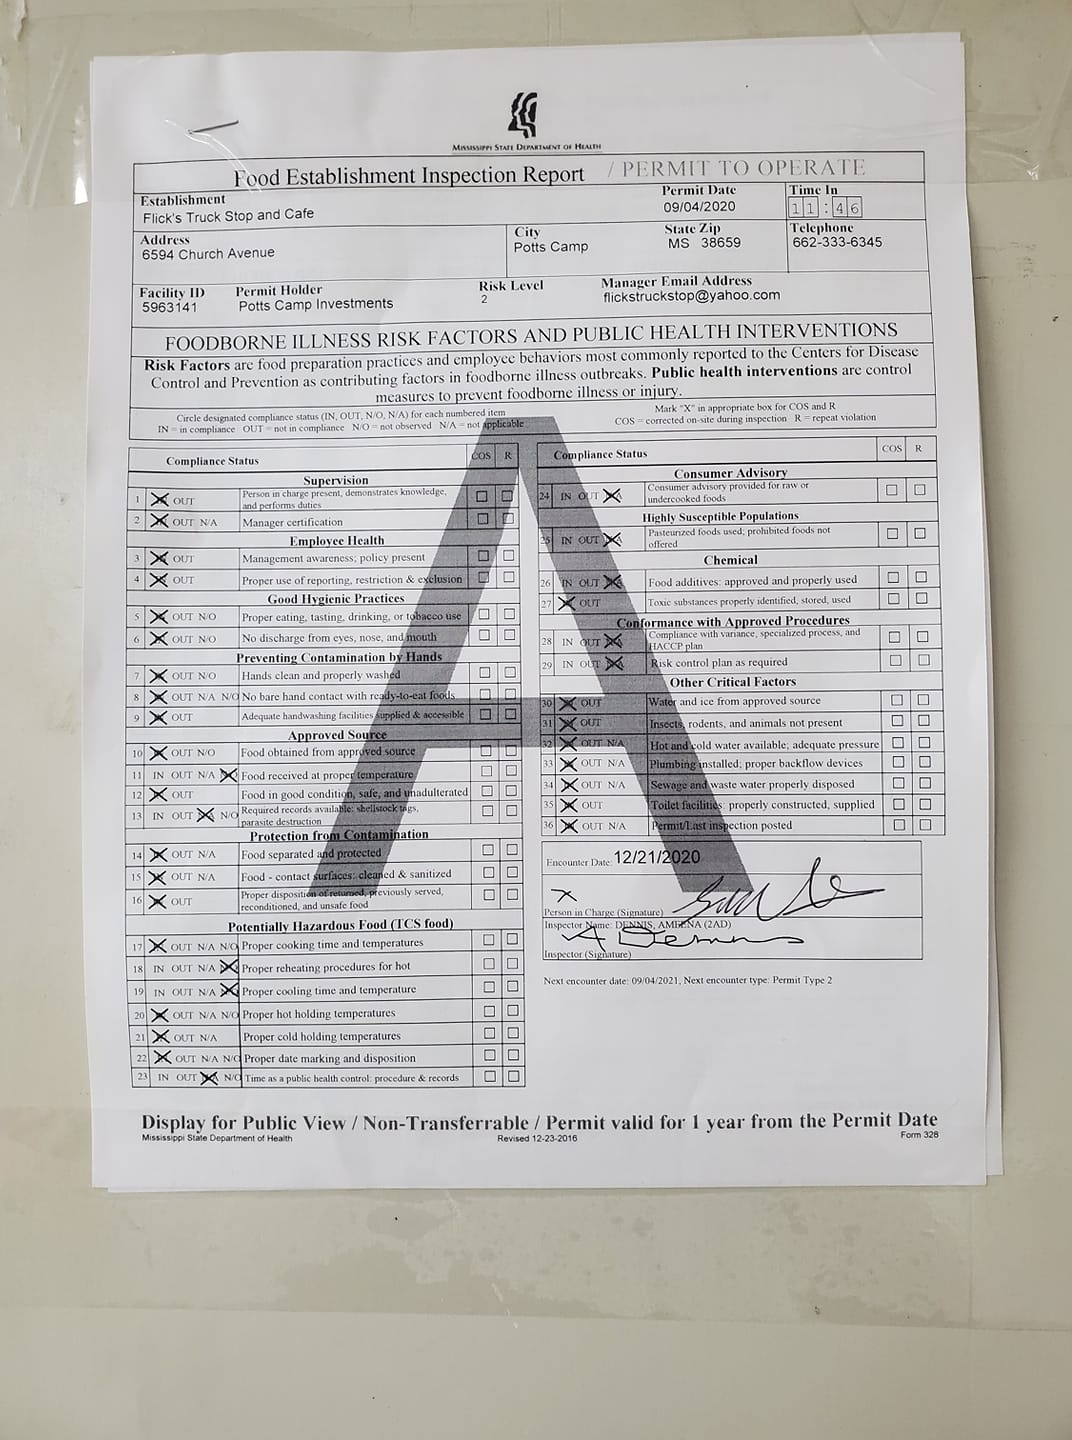 MISSISSIPPI STATE DEPARTMENT OF HEALTH
Food Establishment Inspection Report / PERMIT TO OPERATE
Establishment
Flick's Truck Stop and Cafe
Permit Date
09/04/2020
Time In
11:46
Address
6594 Church Avenue
City
Potts Camp
State Zip
MS 38659
Telephone
662-333-6345
Facility ID
5963141
Permit Holder
Potts Camp Investments
Risk Level
2
Manager Email Address
flickstruckstop@yahoo.com
FOODBORNE ILLNESS RISK FACTORS AND PUBLIC HEALTH INTERVENTIONS
Risk Factors are food preparation practices and employee behaviors most commonly reported to the Centers for Disease
Control and Prevention as contributing factors in foodborne illness outbreaks. Public health interventions are control
measures to prevent foodborne illness or injury.
Circle designated compliance status (IN, OUT, N/O, N/A) for each numbered item
IN = in compliance OUT = not in compliance N/O = not observed N/A = not applicable
Mark "X" in appropriate box for COS and R
COS = corrected on-site during inspection R = repeat violation
A
Compliance Status COS R
Supervision
1 OUT Person in charge present, demonstrates knowledge,
and performs duties
2 OUT N/A Manager certification
Employee Health
3 OUT Management awareness; policy present
4 OUT Proper use of reporting, restriction & exclusion
Good Hygienic Practices
5 OUT N/O Proper eating, tasting, drinking, or tobacco use
6 OUT N/O No discharge from eyes, nose, and mouth
Preventing Contamination by Hands
7 OUT N/O Hands clean and properly washed
8 OUT N/A N/O No bare hand contact with ready-to-eat foods
9 OUT Adequate handwashing facilities supplied & accessible
Approved Source
10 OUT N/O Food obtained from approved source
11 IN OUT N/A Food received at proper temperature
12 OUT Food in good condition, safe, and unadulterated
13 IN OUT N/O Required records available: shellstock tags,
parasite destruction
Protection from Contamination
14 OUT N/A Food separated and protected
15 OUT N/A Food - contact surfaces: cleaned & sanitized
16 OUT Proper disposition of returned, previously served,
reconditioned, and unsafe food
Potentially Hazardous Food (TCS food)
17 OUT N/A N/O Proper cooking time and temperatures
18 IN OUT N/A Proper reheating procedures for hot
19 IN OUT N/A Proper cooling time and temperature
20 OUT N/A N/O Proper hot holding temperatures
21 OUT N/A Proper cold holding temperatures
22 OUT N/A N/O Proper date marking and disposition
23 IN OUT N/O Time as a public health control: procedure & records
Compliance Status COS R
Consumer Advisory
24 IN OUT Consumer advisory provided for raw or
undercooked foods
Highly Susceptible Populations
25 IN OUT Pasteurized foods used; prohibited foods not
offered
Chemical
26 IN OUT Food additives: approved and properly used
27 OUT Toxic substances properly identified, stored, used
Conformance with Approved Procedures
28 IN OUT Compliance with variance, specialized process, and
HACCP plan
29 IN OUT Risk control plan as required
Other Critical Factors
30 OUT Water and ice from approved source
31 OUT Insects, rodents, and animals not present
32 OUT N/A Hot and cold water available; adequate pressure
33 OUT N/A Plumbing installed; proper backflow devices
34 OUT N/A Sewage and waste water properly disposed
35 OUT Toilet facilities: properly constructed, supplied
36 OUT N/A Permit/Last inspection posted
Encounter Date: 12/21/2020
X
Person in Charge (Signature)
Inspector Name: DENNIS, AMEENA (2AD)
A Dennis
Inspector (Signature)
Next encounter date: 09/04/2021, Next encounter type: Permit Type 2
Display for Public View / Non-Transferrable / Permit valid for 1 year from the Permit Date
Mississippi State Department of Health Revised 12-23-2016 Form 328